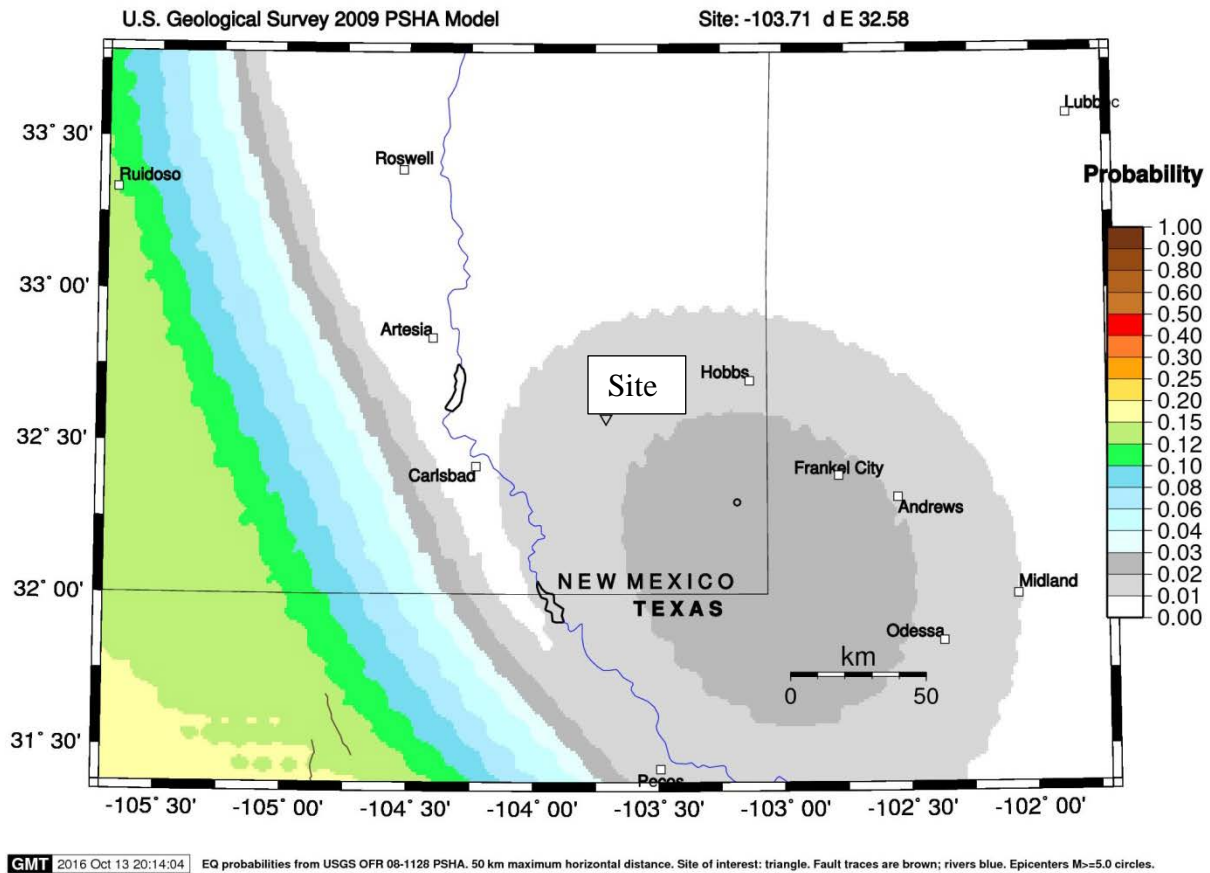 U.S. Geological Survey 2009 PSHA Model
Site: -103.71 d E 32.58
33° 30'
33° 00'
32° 30'
32° 00'
31° 30'
Lubboc
Roswell
Ruidoso
Artesia
Site
Hobbs
Carlsbad
Frankel City
Andrews
NEW MEXICO
TEXAS
Midland
Odessa
km
0 50
Pecos
Probability
1.00
0.90
0.80
0.60
0.50
0.40
0.30
0.25
0.20
0.15
0.12
0.10
0.08
0.06
0.04
0.03
0.02
0.01
0.00
-105° 30' -105° 00' -104° 30' -104° 00' -103° 30' -103° 00' -102° 30' -102° 00'
GMT 2016 Oct 13 20:14:04 EQ probabilities from USGS OFR 08-1128 PSHA. 50 km maximum horizontal distance. Site of interest: triangle. Fault traces are brown; rivers blue. Epicenters M>=5.0 circles.